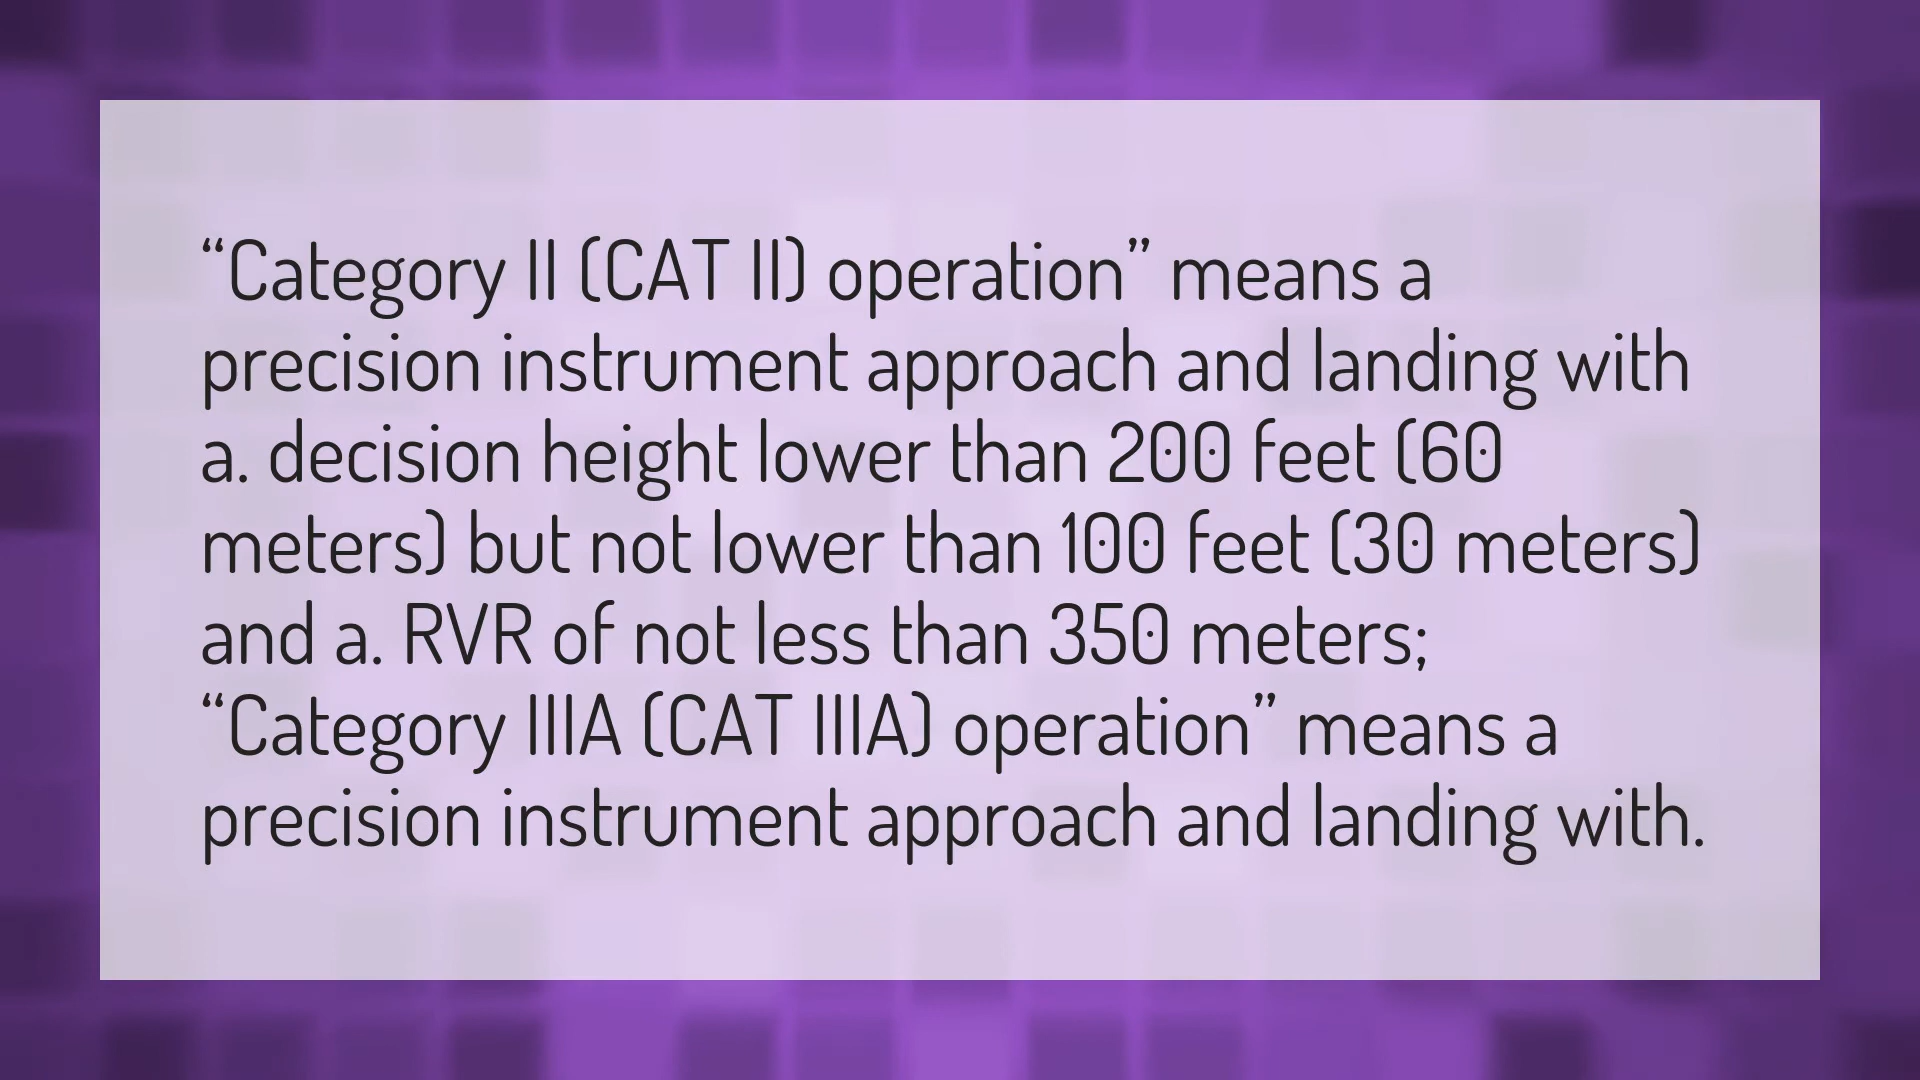 “Category II (CAT II) operation” means a
precision instrument approach and landing with
a. decision height lower than 200 feet (60
meters) but not lower than 100 feet (30 meters)
and a. RVR of not less than 350 meters;
“Category IIIA (CAT IIIA) operation” means a
precision instrument approach and landing with.